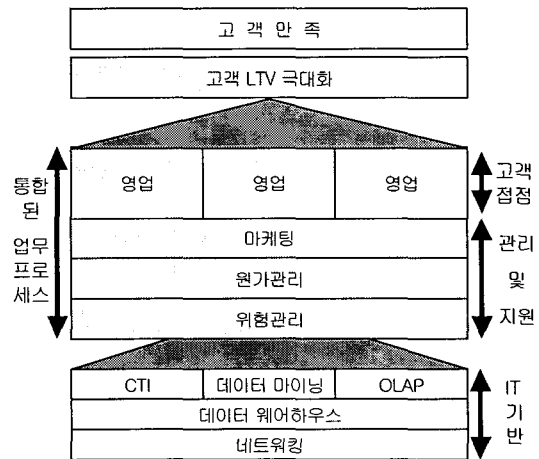 고 객 만 족
고객 LTV 극대화
통합
된
업무
프로
세스
영업 영업 영업
고객
접점
마케팅
원가관리
위험관리
관리
및
지원
CTI 데이터 마이닝 OLAP
데이터 웨어하우스
네트워킹
IT
기
반